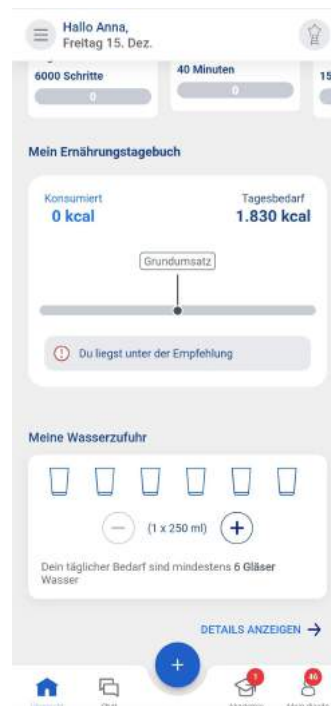 Hallo Anna,
Freitag 15. Dez.
6000 Schritte
40 Minuten
15
0
0
Mein Ernährungstagebuch
Konsumiert
Tagesbedarf
0 kcal
1.830 kcal
Grundumsatz
Du liegst unter der Empfehlung
Meine Wasserzufuhr
(1 x 250 ml)
Dein täglicher Bedarf sind mindestens 6 Gläser
Wasser
DETAILS ANZEIGEN
1
46